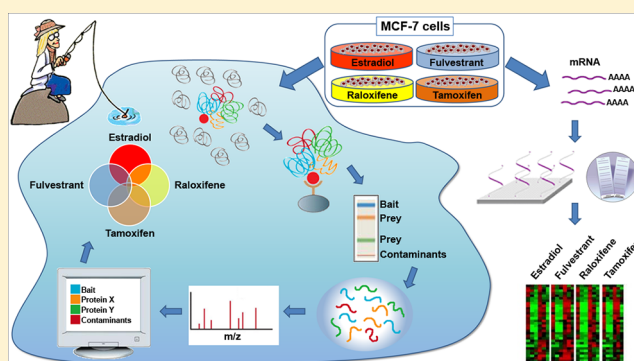 MCF-7 cells
Estradiol
Fulvestrant
Raloxifene
Tamoxifen
mRNA
AAAA
AAAA
AAAA
Estradiol
Fulvestrant
Raloxifene
Tamoxifen
Bait
Prey
Prey
Contaminants
Bait
Protein X
Protein Y
Contaminants
m/z
Estradiol
Fulvestrant
Raloxifene
Tamoxifen